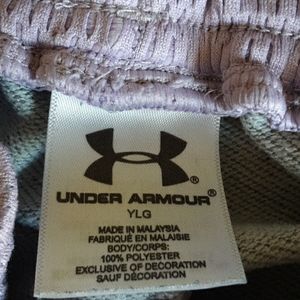 ®
UNDER ARMOUR®
YLG
MADE IN MALAYSIA
FABRIQUÉ EN MALAISIE
BODY/CORPS:
100% POLYESTER
EXCLUSIVE OF DECORATION
SAUF DÉCORATION